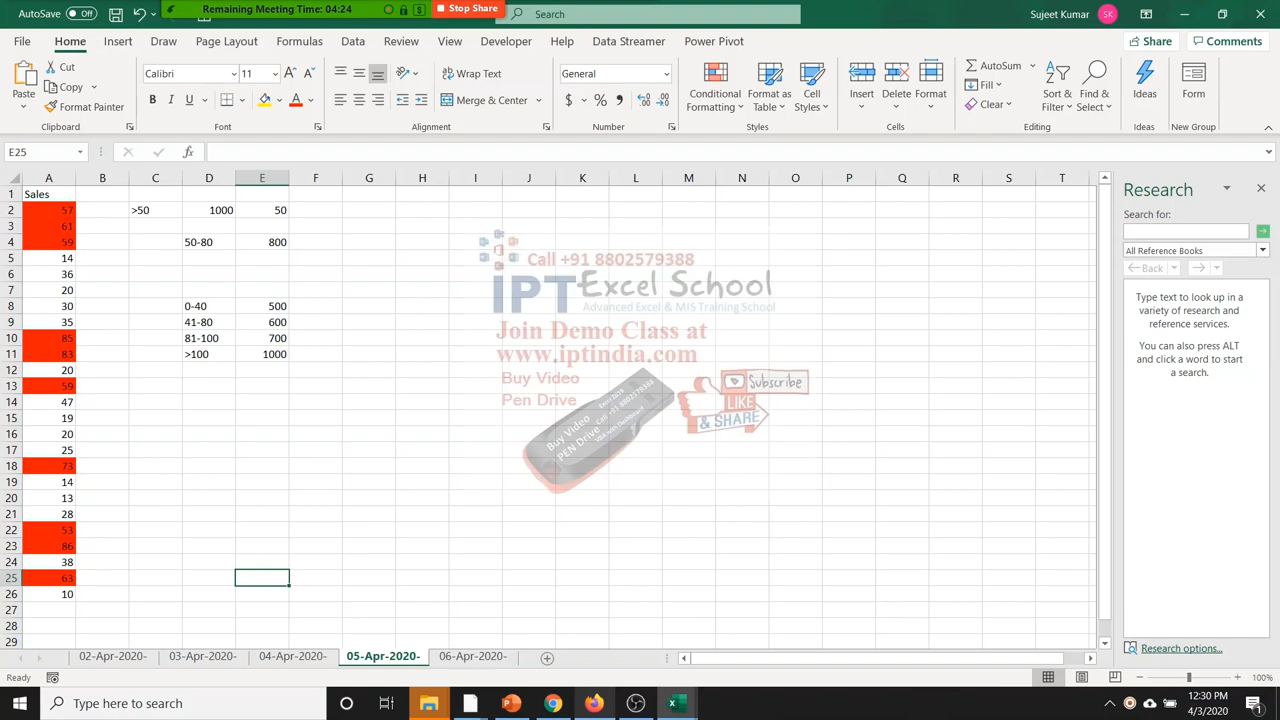 AutoSave Off
Remaining Meeting Time: 04:24
Stop Share
Search
Sujeet Kumar
SK
File Home Insert Draw Page Layout Formulas Data Review View Developer Help Data Streamer Power Pivot
Share
Comments
Paste
Cut
Copy
Format Painter
Clipboard
Calibri 11
B I U
Font
Wrap Text
Merge & Center
Alignment
General
$ % ,
Number
Conditional Formatting
Format as Table
Cell Styles
Styles
Insert Delete Format
Cells
AutoSum
Fill
Clear
Sort & Filter
Find & Select
Editing
Ideas
Ideas
Form
New Group
E25
fx
A B C D E F G H I J K L M N O P Q R S T
1 Sales
2 57 >50 1000 50
3 61
4 59 50-80 800
5 14
6 36
7 20
8 30 0-40 500
9 35 41-80 600
10 85 81-100 700
11 83 >100 1000
12 20
13 59
14 47
15 19
16 20
17 25
18 73
19 14
20 13
21 28
22 53
23 86
24 38
25 63
26 10
27
28
29
Call +91 8802579388
IPT Excel School
Advanced Excel & MIS Training School
Join Demo Class at
www.iptindia.com
Buy Video
Pen Drive
Subscribe
LIKE
& SHARE
Buy Video
PEN Drive
Call +91 8802579388
Research
Search for:
All Reference Books
Back
Type text to look up in a
variety of research and
reference services.
You can also press ALT
and click a word to start
a search.
Research options...
02-Apr-2020- 03-Apr-2020- 04-Apr-2020- 05-Apr-2020- 06-Apr-2020-
Ready
100%
Type here to search
12:30 PM
4/3/2020